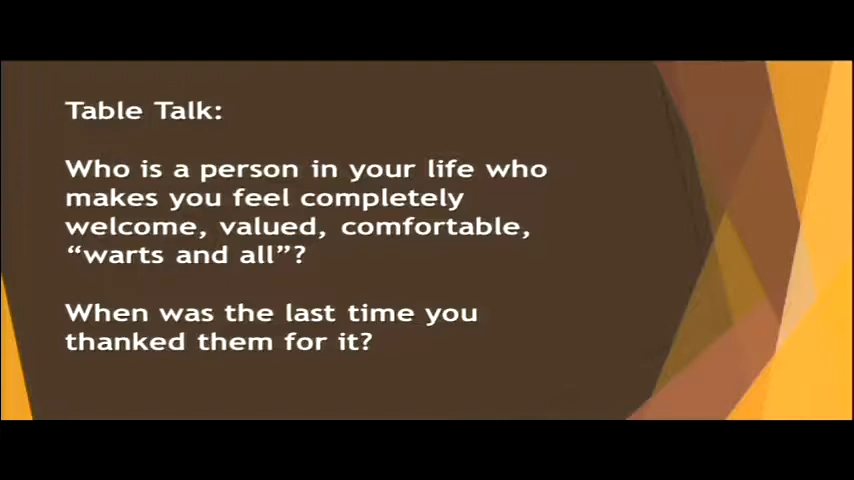 Table Talk:
Who is a person in your life who
makes you feel completely
welcome, valued, comfortable,
“warts and all”?
When was the last time you
thanked them for it?